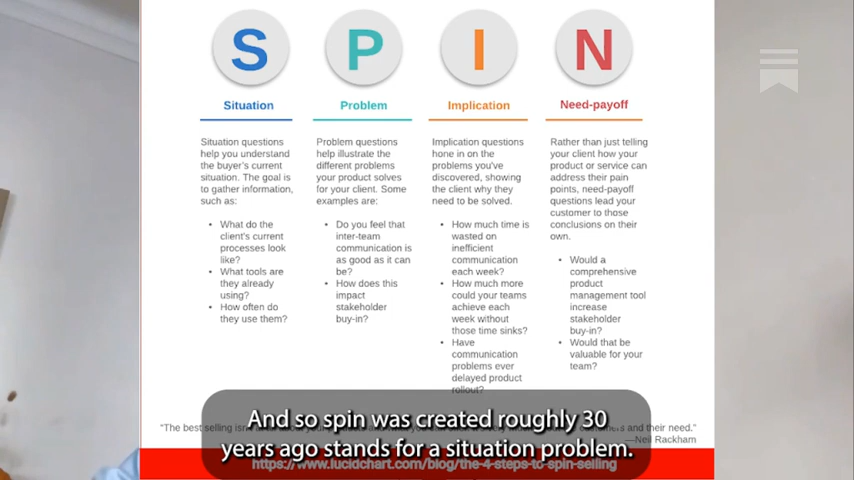 S P I N
Situation
Problem
Implication
Need-payoff
Situation questions
help you understand
the buyer's current
situation. The goal is
to gather information,
such as:
• What do the
client's current
processes look
like?
• What tools are
they already
using?
• How often do
they use them?
Problem questions
help illustrate the
different problems
your product solves
for your client. Some
examples are:
• Do you feel that
inter-team
communication is
as good as it can
be?
• How does this
impact
stakeholder
buy-in?
Implication questions
hone in on the
problems you've
discovered, showing
the client why they
need to be solved.
• How much time is
wasted on
inefficient
communication
each week?
• How much more
could your teams
achieve each
week without
those time sinks?
• Have
communication
problems ever
delayed product
rollout?
Rather than just telling
your client how your
product or service can
address their pain
points, need-payoff
questions lead your
customer to those
conclusions on their
own.
• Would a
comprehensive
product
management tool
increase
stakeholder
buy-in?
• Would that be
valuable for your
team?
"The best selling and their need."
—Neil Rackham
And so spin was created roughly 30
years ago stands for a situation problem.
https://www.lucidchart.com/blog/the-4-steps-to-spin-selling